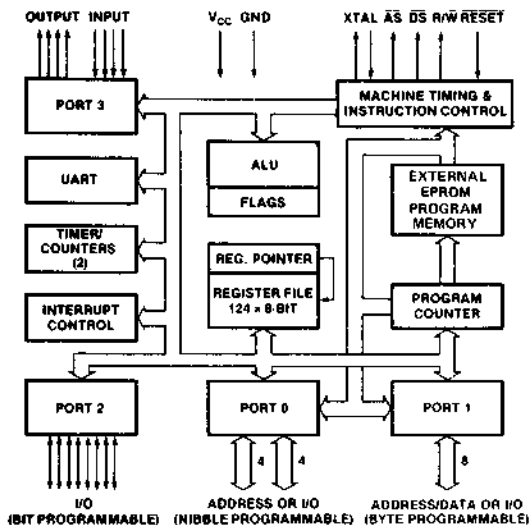 OUTPUT INPUT
VCC GND
XTAL AS DS R/W RESET
PORT 3
MACHINE TIMING &
INSTRUCTION CONTROL
UART
ALU
FLAGS
EXTERNAL
EPROM
PROGRAM
MEMORY
TIMER/
COUNTERS
(2)
REG. POINTER
REGISTER FILE
124 × 8-BIT
INTERRUPT
CONTROL
PROGRAM
COUNTER
PORT 2
PORT 0
PORT 1
4 4
8
I/O
(BIT PROGRAMMABLE)
ADDRESS OR I/O
(NIBBLE PROGRAMMABLE)
ADDRESS/DATA OR I/O
(BYTE PROGRAMMABLE)